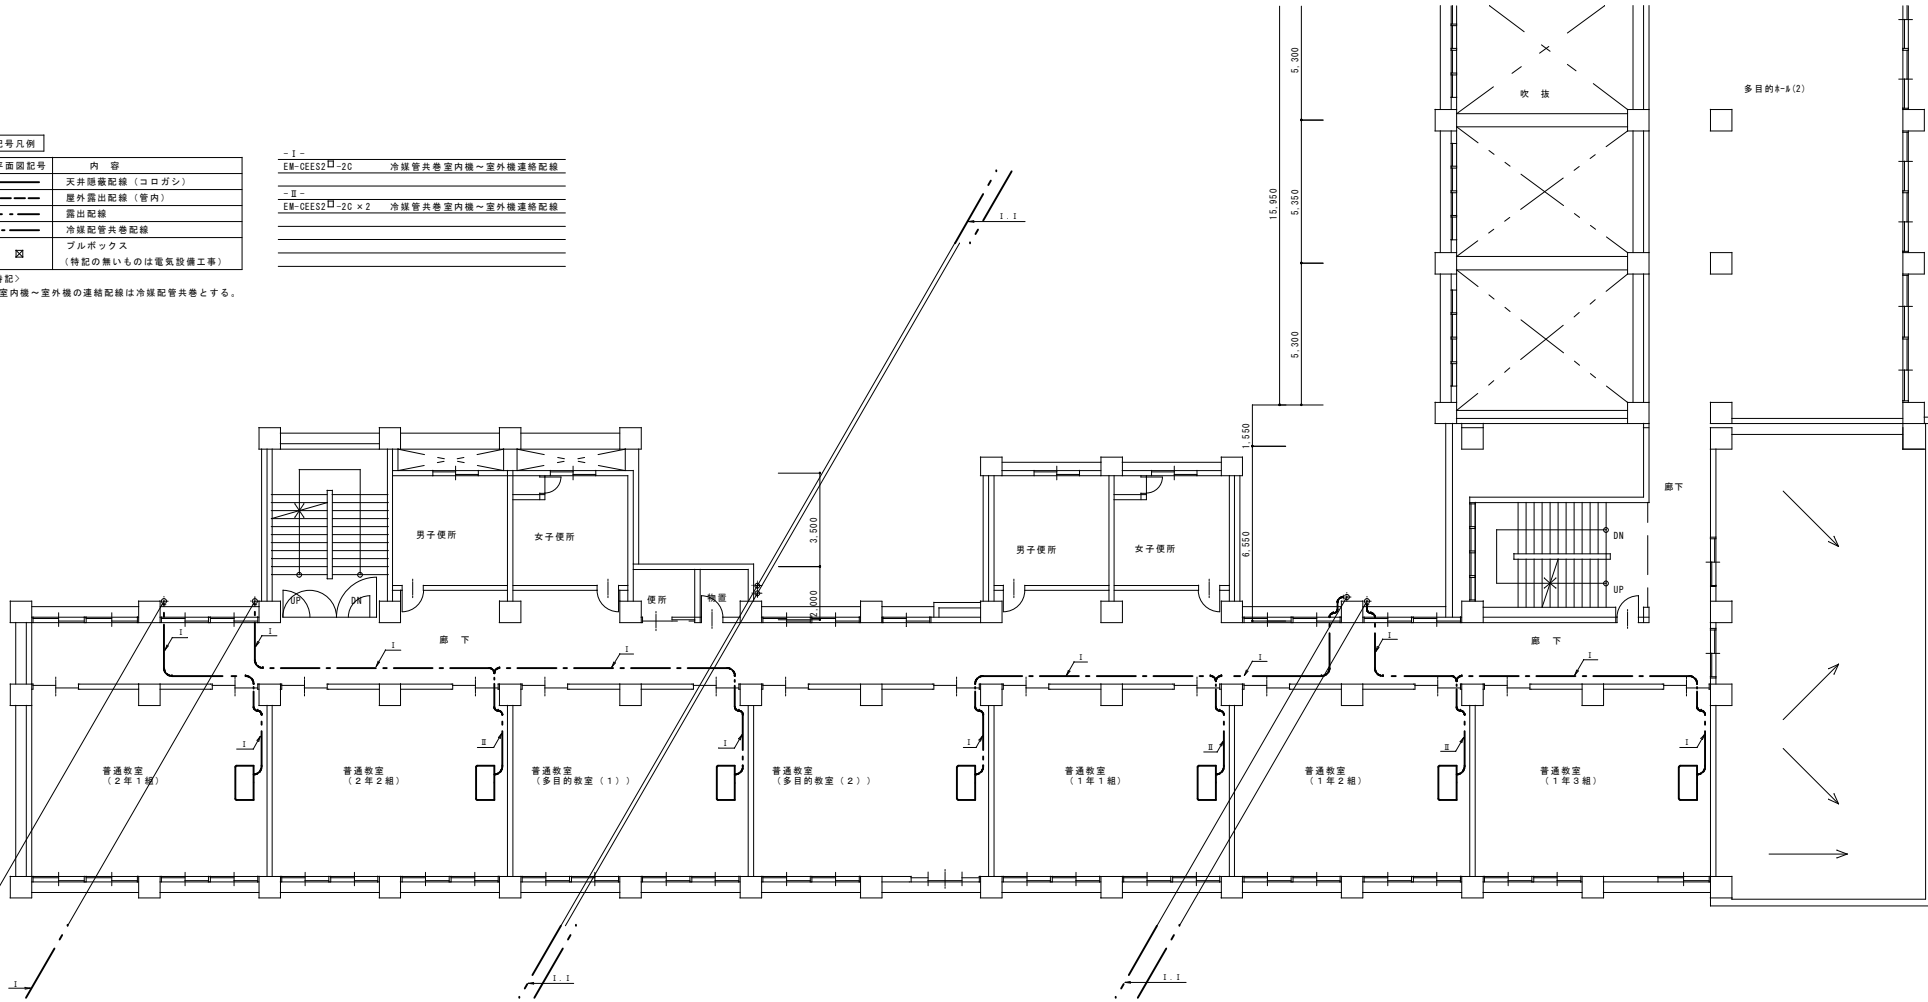 記号凡例
平面図記号 内 容
天井隠蔽配線（コロガシ）
屋外露出配線（管内）
露出配線
冷媒配管共巻配線
プルボックス
（特記の無いものは電気設備工事）
特記>
室内機～室外機の連結配線は冷媒配管共巻とする。
-Ⅰ-
EM-CEES2□-2C 冷媒管共巻室内機～室外機連絡配線
-Ⅱ-
EM-CEES2□-2C×2 冷媒管共巻室内機～室外機連絡配線
Ⅰ.Ⅰ
5,300
15,950
5,350
5,300
1,550
6,550
3,500
2,000
吹 抜
多目的ﾎｰﾙ(2)
廊下
DN
UP
男子便所
女子便所
男子便所
女子便所
便所
物置
UP
DN
廊 下
廊 下
Ⅰ
Ⅰ
Ⅰ
Ⅰ
Ⅰ
Ⅰ
Ⅰ
Ⅰ
Ⅰ
Ⅱ
Ⅰ
Ⅰ
Ⅱ
Ⅱ
Ⅰ
普通教室
（２年１組）
普通教室
（２年２組）
普通教室
（多目的教室（１））
普通教室
（多目的教室（２））
普通教室
（１年１組）
普通教室
（１年２組）
普通教室
（１年３組）
Ⅰ
Ⅰ.Ⅰ
Ⅰ.Ⅰ